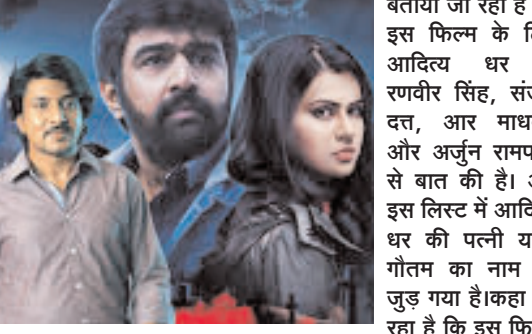 बताया जा रहा है
इस फिल्म के लि
आदित्य धर
रणवीर सिंह, संज
दत्त, आर माध
और अर्जुन रामप
से बात की है।
इस लिस्ट में आदि
धर की पत्नी या
गौतम का नाम
जुड़ गया है।कहा
रहा है कि इस फि